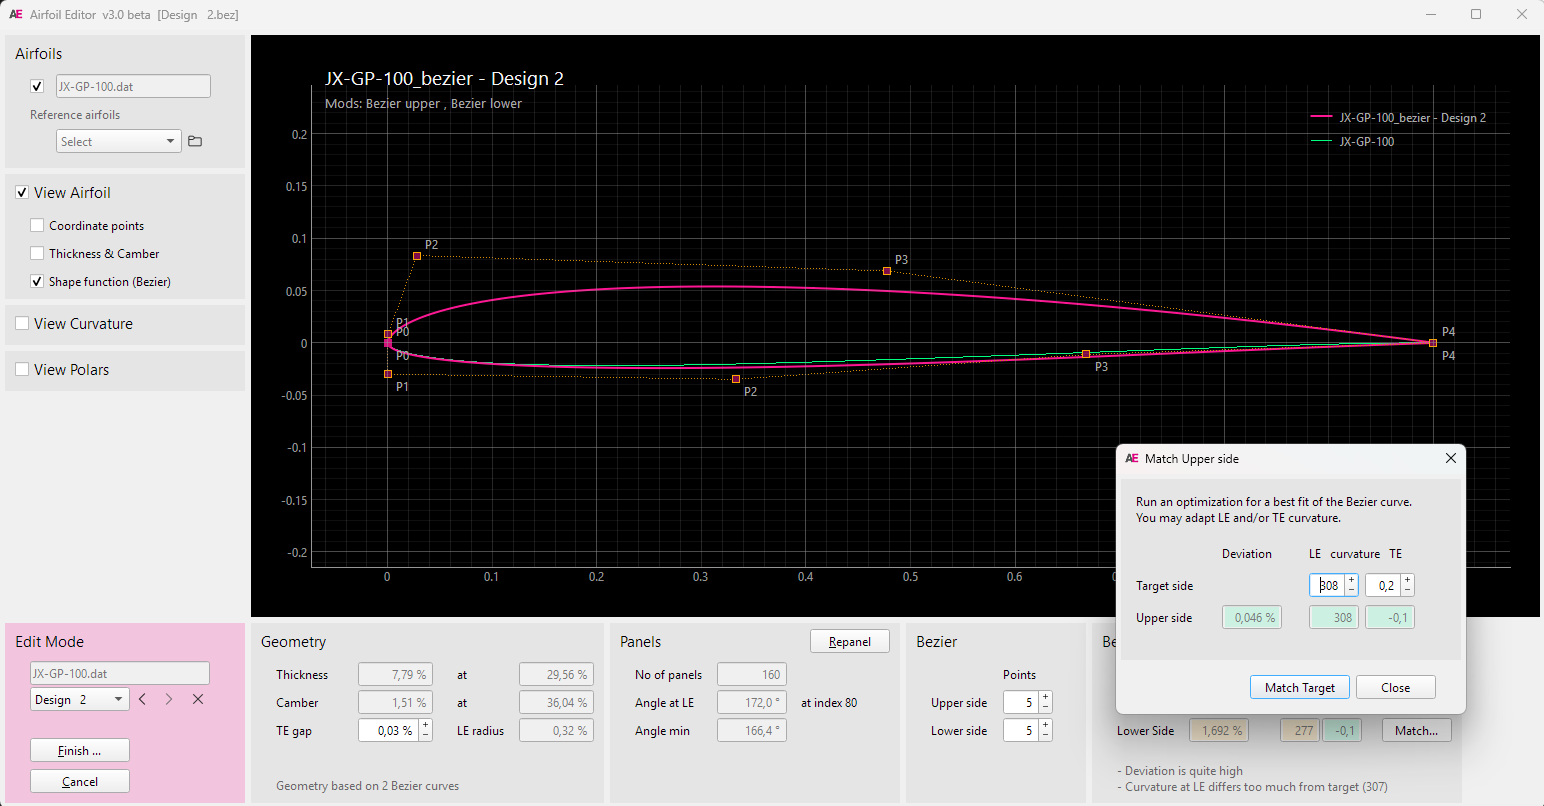 AE Airfoil Editor v3.0 beta [Design 2.bez]
Airfoils
JX-GP-100.dat
Reference airfoils
Select
View Airfoil
Coordinate points
Thickness & Camber
Shape function (Bezier)
View Curvature
View Polars
JX-GP-100_bezier - Design 2
Mods: Bezier upper , Bezier lower
JX-GP-100_bezier - Design 2
JX-GP-100
0.2
0.15
0.1
0.05
0
-0.05
-0.1
-0.15
-0.2
0 0.1 0.2 0.3 0.4 0.5 0.6
P2
P3
P1
P0
P4
P0
P4
P3
P1
P2
AE Match Upper side
Run an optimization for a best fit of the Bezier curve.
You may adapt LE and/or TE curvature.
Deviation LE curvature TE
Target side 308 0,2
Upper side 0,046 % 308 -0,1
Match Target Close
Edit Mode
JX-GP-100.dat
Design 2
Finish ...
Cancel
Geometry
Thickness 7,79 % at 29,56 %
Camber 1,51 % at 36,04 %
TE gap 0,03 % LE radius 0,32 %
Geometry based on 2 Bezier curves
Panels Repanel
No of panels 160
Angle at LE 172,0 ° at index 80
Angle min 166,4 °
Bezier
Points
Upper side 5
Lower side 5
Lower Side 1,692 % 277 -0,1 Match...
- Deviation is quite high
- Curvature at LE differs too much from target (307)